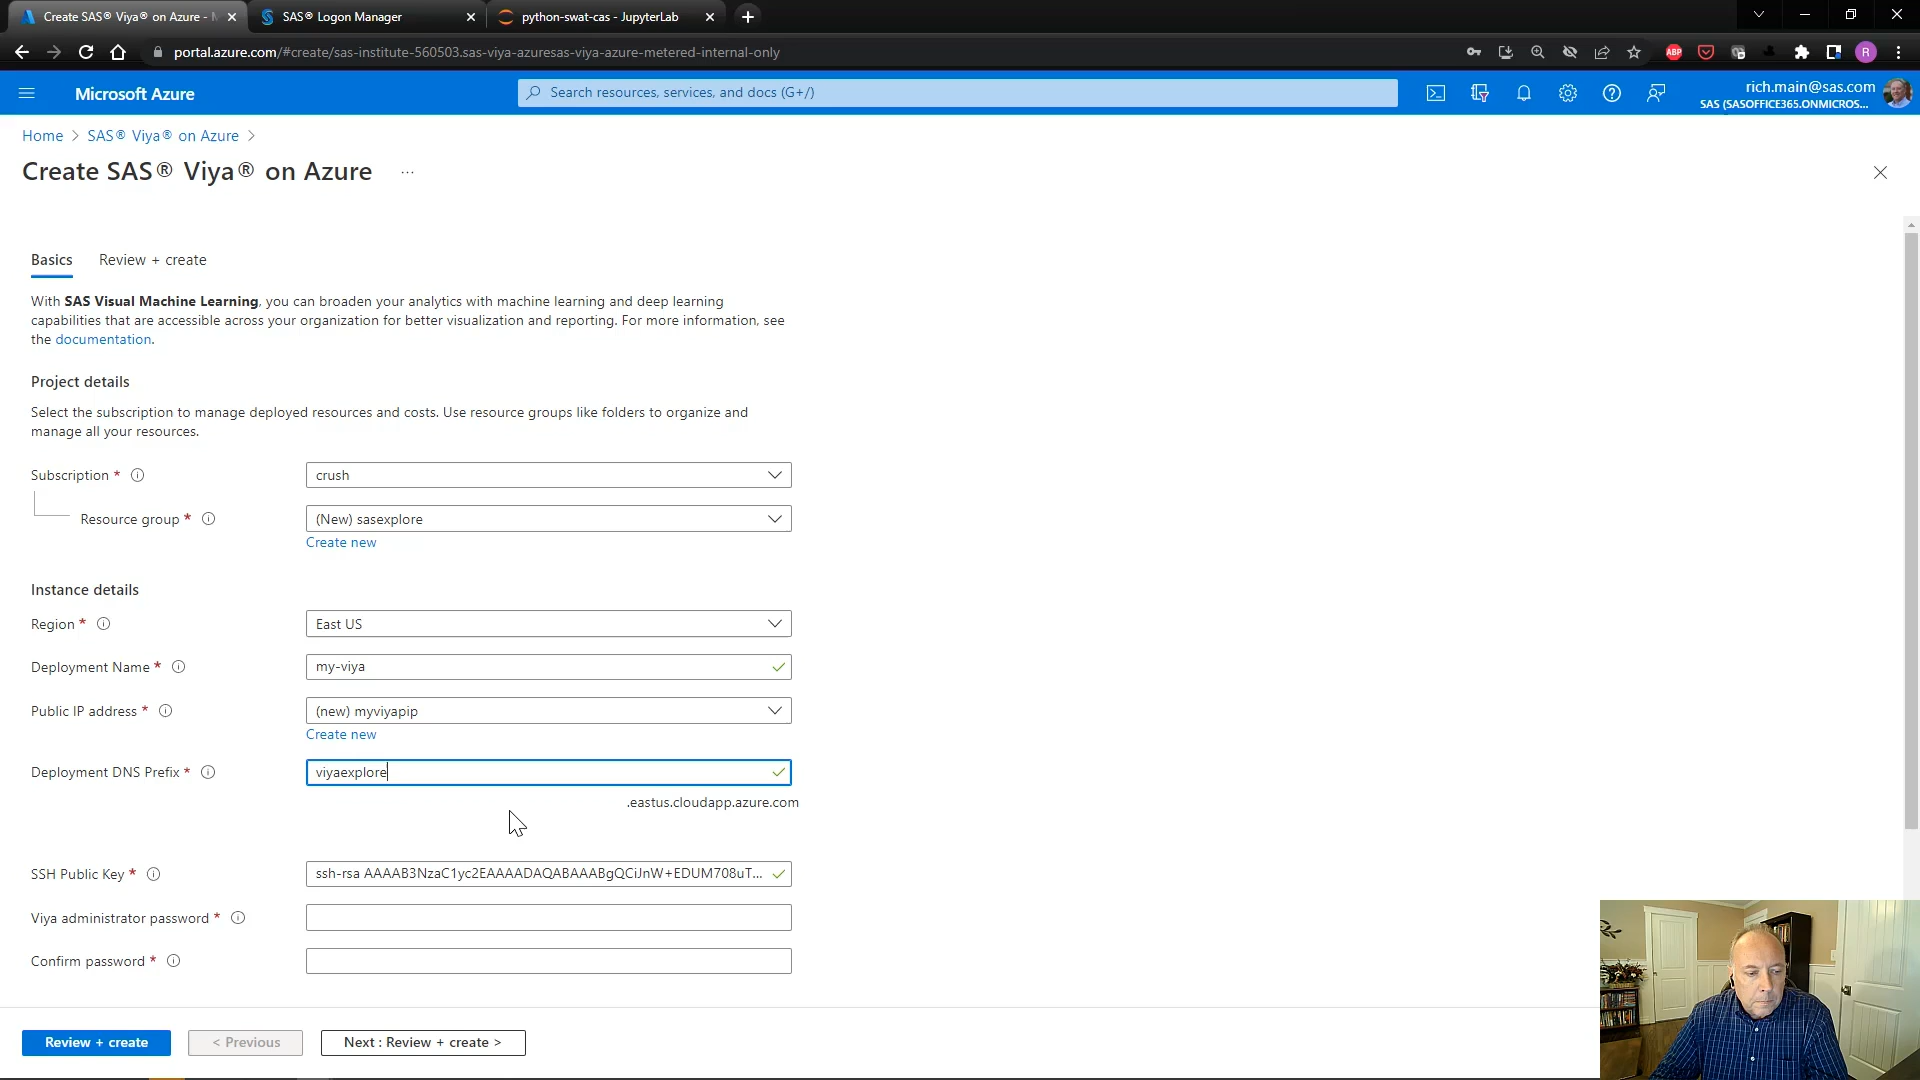 Create SAS® Viya® on Azure -
SAS® Logon Manager
python-swat-cas - JupyterLab
portal.azure.com/#create/sas-institute-560503.sas-viya-azuresas-viya-azure-metered-internal-only
ABP
R
Microsoft Azure
Search resources, services, and docs (G+/)
rich.main@sas.com
SAS (SASOFFICE365.ONMICROS...
Home > SAS® Viya® on Azure >
Create SAS® Viya® on Azure ...
Basics
Review + create
With SAS Visual Machine Learning, you can broaden your analytics with machine learning and deep learning
capabilities that are accessible across your organization for better visualization and reporting. For more information, see
the documentation.
Project details
Select the subscription to manage deployed resources and costs. Use resource groups like folders to organize and
manage all your resources.
Subscription *
crush
Resource group *
(New) sasexplore
Create new
Instance details
Region *
East US
Deployment Name *
my-viya
Public IP address *
(new) myviyapip
Create new
Deployment DNS Prefix *
viyaexplore
.eastus.cloudapp.azure.com
SSH Public Key *
ssh-rsa AAAAB3NzaC1yc2EAAAADAQABAAABgQCiJnW+EDUM708uT...
Viya administrator password *
Confirm password *
Review + create
< Previous
Next : Review + create >